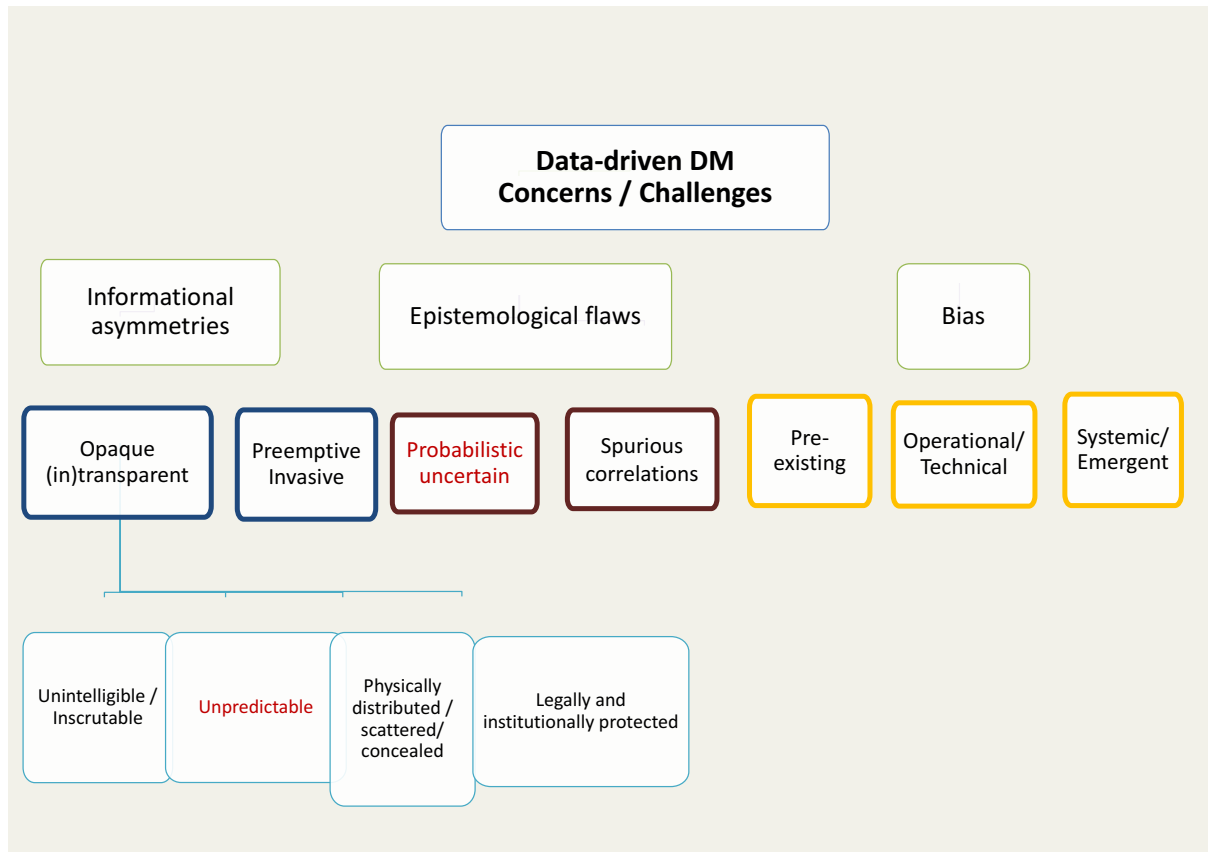 Data-driven DM
Concerns / Challenges
Informational
asymmetries
Epistemological flaws
Bias
Opaque
(in)transparent
Preemptive
Invasive
Probabilistic
uncertain
Spurious
correlations
Pre-
existing
Operational/
Technical
Systemic/
Emergent
Unintelligible /
Inscrutable
Unpredictable
Physically
distributed /
scattered/
concealed
Legally and
institutionally protected